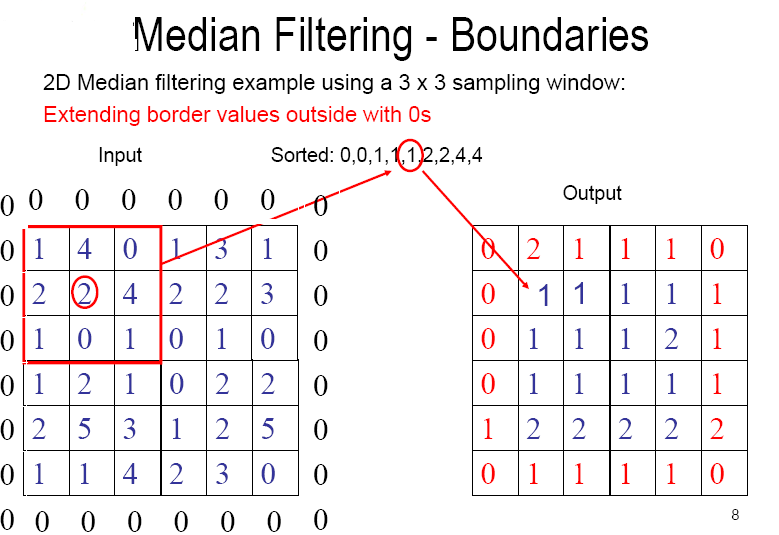 Median Filtering - Boundaries
2D Median filtering example using a 3 x 3 sampling window:
Extending border values outside with 0s
Input
Sorted: 0,0,1,1,1,2,2,4,4
Output
0 0 0 0 0 0 0 0
0 1 4 0 1 3 1 0
0 2 2 4 2 2 3 0
0 1 0 1 0 1 0 0
0 1 2 1 0 2 2 0
0 2 5 3 1 2 5 0
0 1 1 4 2 3 0 0
0 0 0 0 0 0 0 0
0 2 1 1 1 0
0 1 1 1 1 1
0 1 1 1 2 1
0 1 1 1 1 1
1 2 2 2 2 2
0 1 1 1 1 0
8